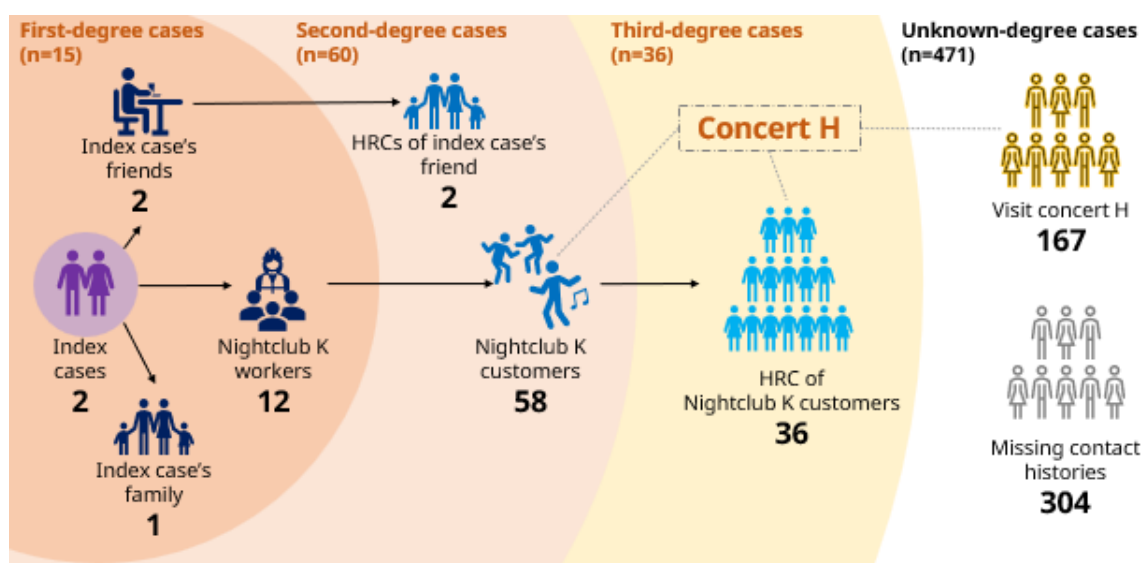 First-degree cases
(n=15)
Second-degree cases
(n=60)
Third-degree cases
(n=36)
Unknown-degree cases
(n=471)
Index case's
friends
2
HRCs of index case's
friend
2
Concert H
Visit concert H
167
Index
cases
2
Nightclub K
workers
12
Nightclub K
customers
58
HRC of
Nightclub K customers
36
Index case's
family
1
Missing contact
histories
304